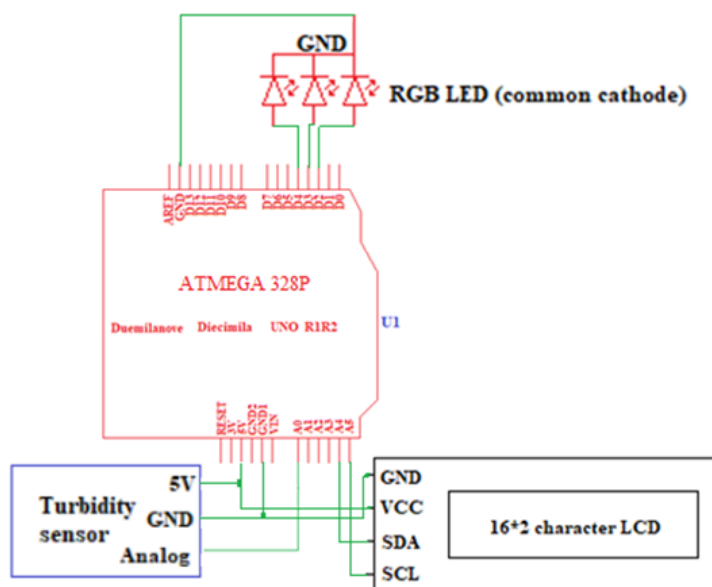 GND
RGB LED (common cathode)
AREF
GND
D13
D12
D11
D10
D9
D8
D7
D6
D5
D4
D3
D2
D1
D0
ATMEGA 328P
Duemilanove Diecimila UNO R1R2
U1
RESET
3V
5V
GND2
GND1
VIN
A0
A1
A2
A3
A4
A5
Turbidity
sensor
5V
GND
Analog
GND
VCC
SDA
SCL
16*2 character LCD